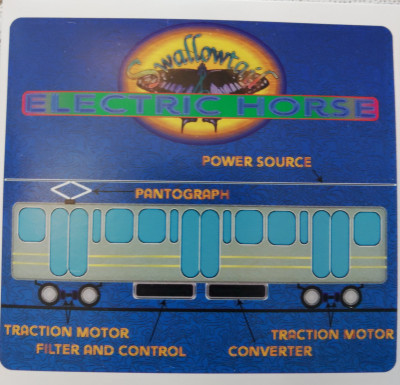 Swallowtail
ELECTRIC HORSE
POWER SOURCE
PANTOGRAPH
TRACTION MOTOR
TRACTION MOTOR
FILTER AND CONTROL
CONVERTER